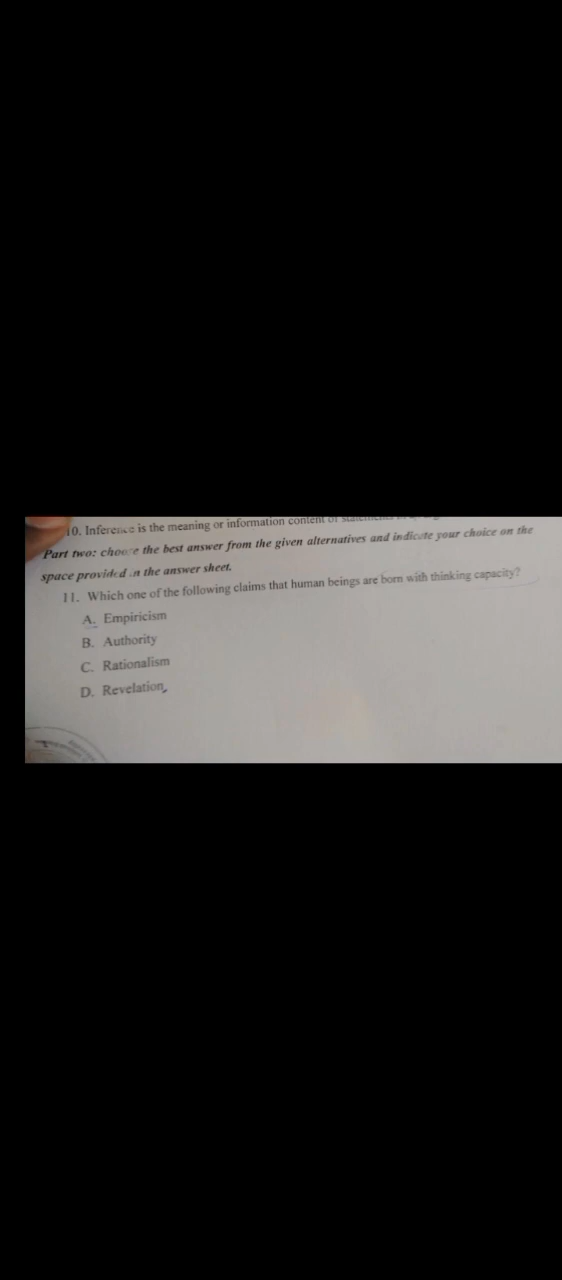 10. Inference is the meaning or information content of
Part two: choose the best answer from the given alternatives and indicate your choice on the
space provided in the answer sheet.
11. Which one of the following claims that human beings are born with thinking capacity?
A. Empiricism
B. Authority
C. Rationalism
D. Revelation